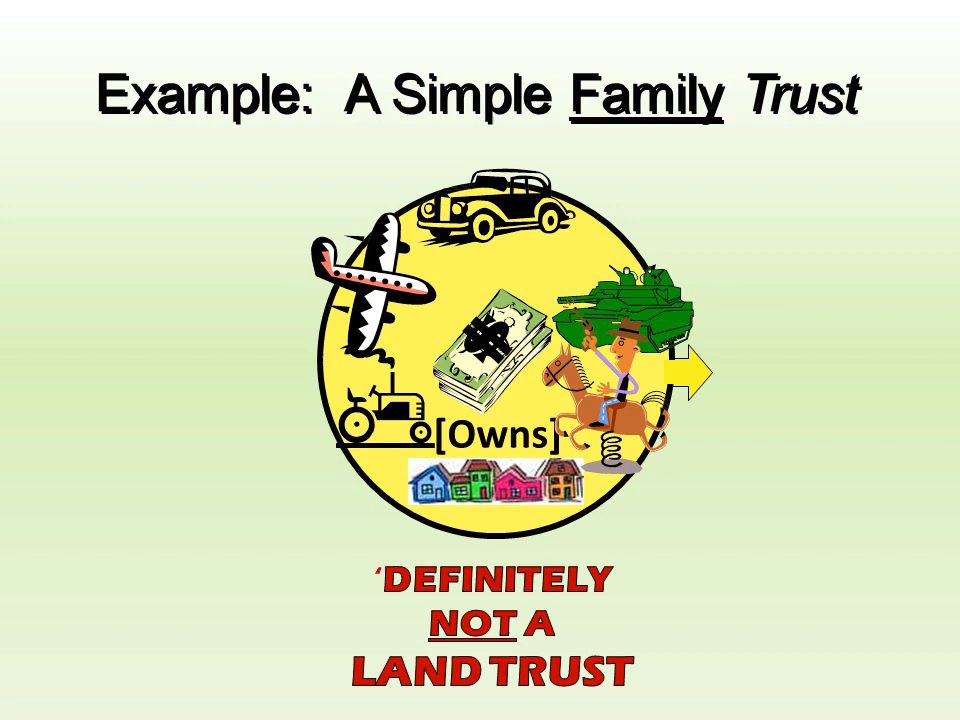 Example: A Simple Family Trust
[Owns]
‘DEFINITELY
NOT A
LAND TRUST